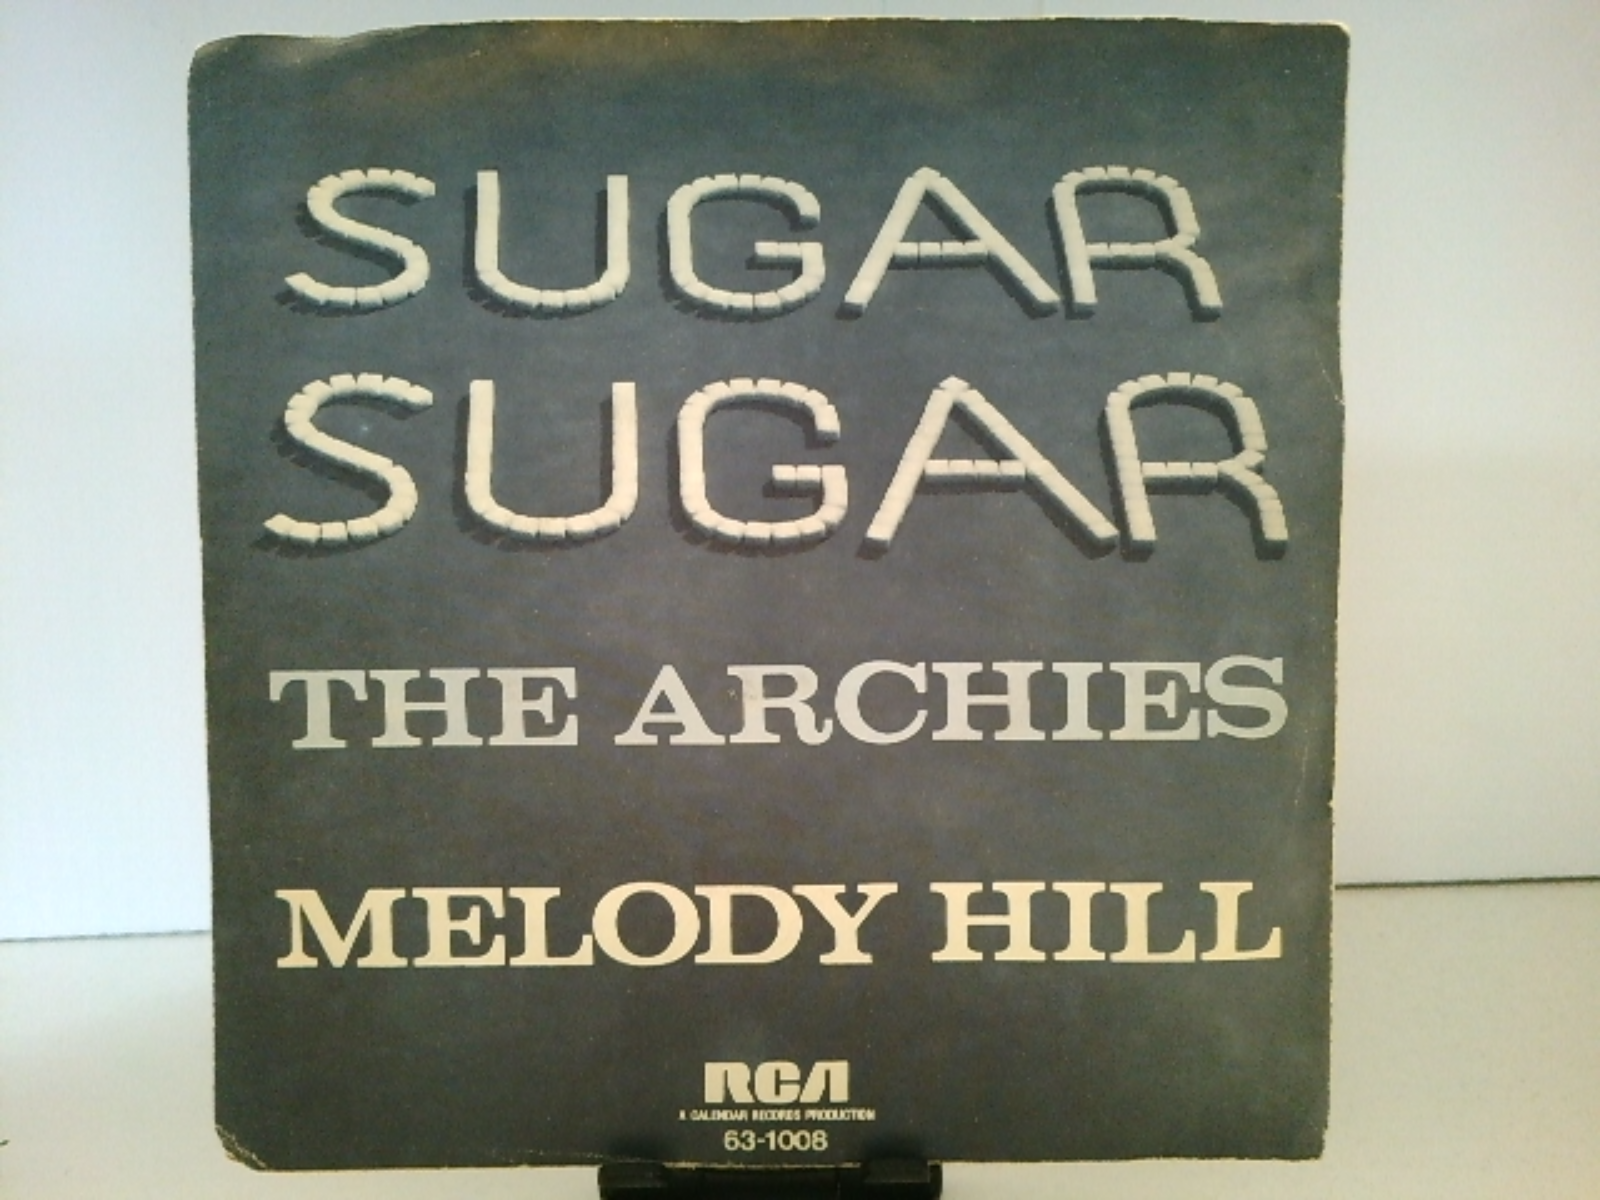 SUGAR
SUGAR
THE ARCHIES
MELODY HILL
RCA
A CALENDAR RECORDS PRODUCTION
63-1008